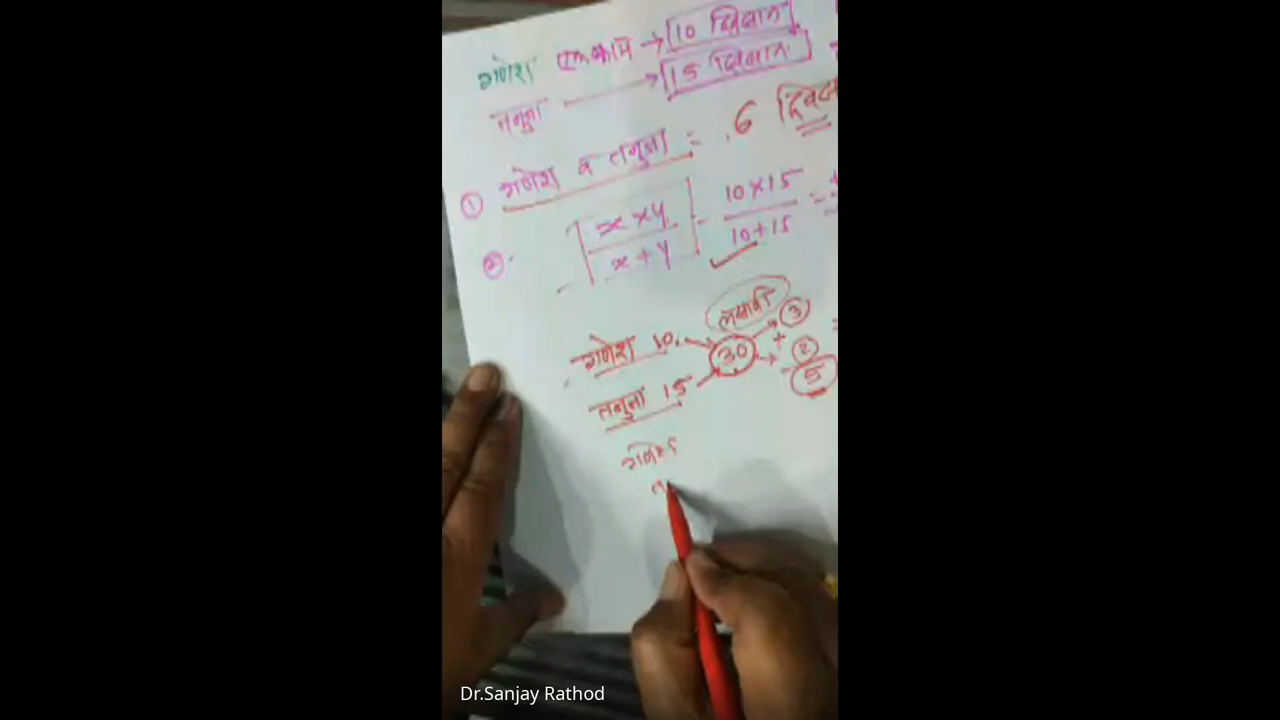 गणेश एक काम → 10 दिवसात
तनुजा → 15 दिवसात
① गणेश व तनुजा = 6
② x × y / x + y = 10×15 / 10+15 =
लसावी
गणेश 10 → 30 → 3
+
तनुजा 15 → → 2
5
गणेश
त
Dr.Sanjay Rathod